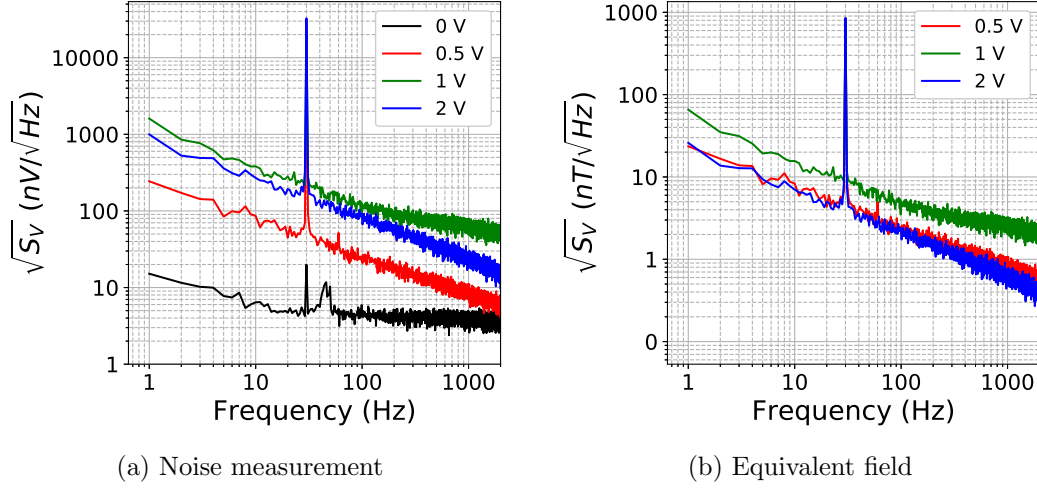 0 V
0.5 V
1 V
2 V
10000
1000
100
10
1
√S_V (nV/√Hz)
1 10 100 1000
Frequency (Hz)
(a) Noise measurement
0.5 V
1 V
2 V
1000
100
10
1
0
√S_V (nT/√Hz)
1 10 100 1000
Frequency (Hz)
(b) Equivalent field